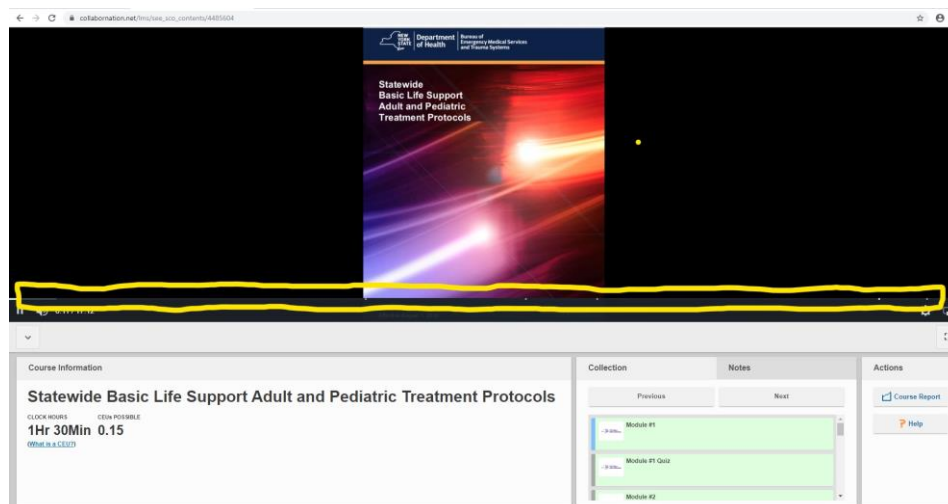 collabornation.net/lms/see_sco_contents/4485604
NEW
YORK
STATE
Department
of Health
Bureau of
Emergency Medical Services
and Trauma Systems
Statewide
Basic Life Support
Adult and Pediatric
Treatment Protocols
Course Information
Statewide Basic Life Support Adult and Pediatric Treatment Protocols
CLOCK HOURS
CEUs POSSIBLE
1Hr 30Min
0.15
(What is a CEU?)
Collection
Notes
Previous
Next
Module #1
Module #1 Quiz
Module #2
Actions
Course Report
Help